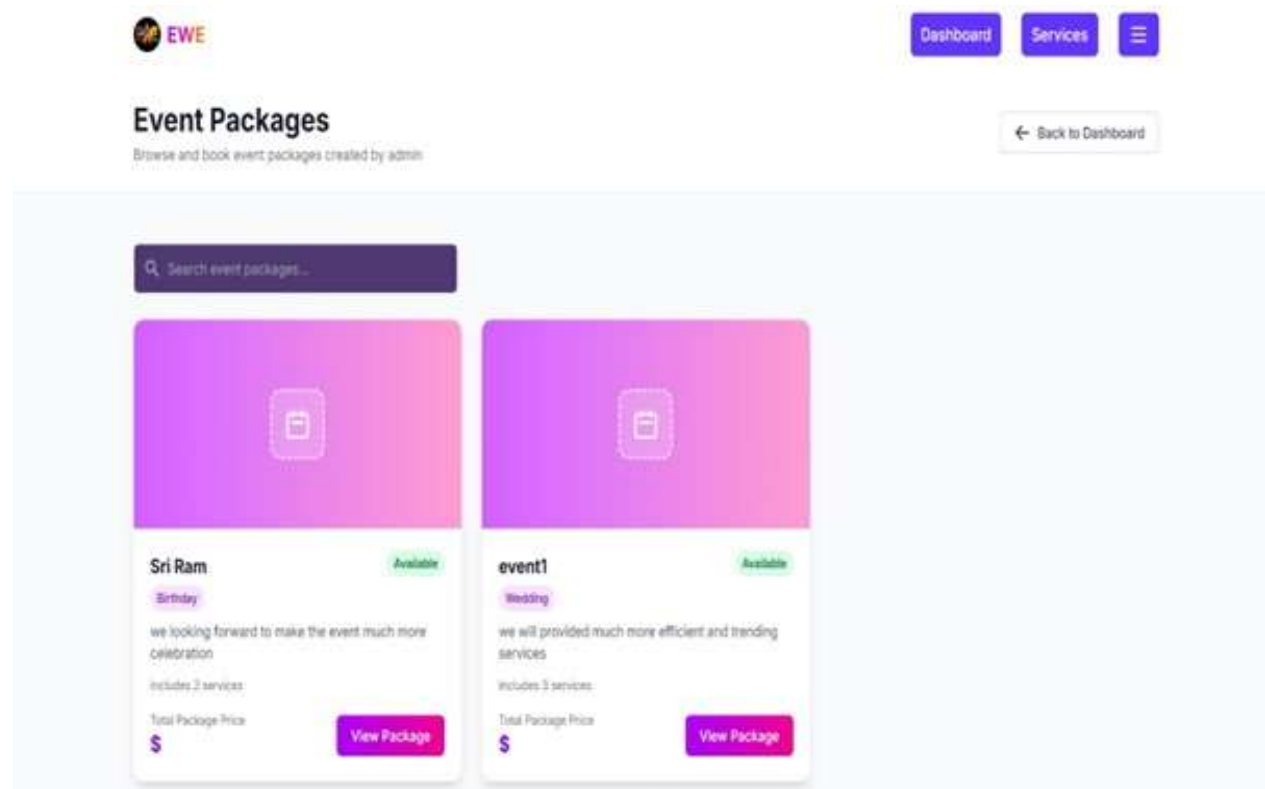 EWE
Dashboard
Services
Event Packages
Browse and book event packages created by admin
← Back to Dashboard
Search event packages...
Sri Ram
Available
Birthday
we looking forward to make the event much more
celebration
includes 2 services
Total Package Price
$
View Package
event1
Available
Wedding
we will provided much more efficient and trending
services
includes 3 services
Total Package Price
$
View Package